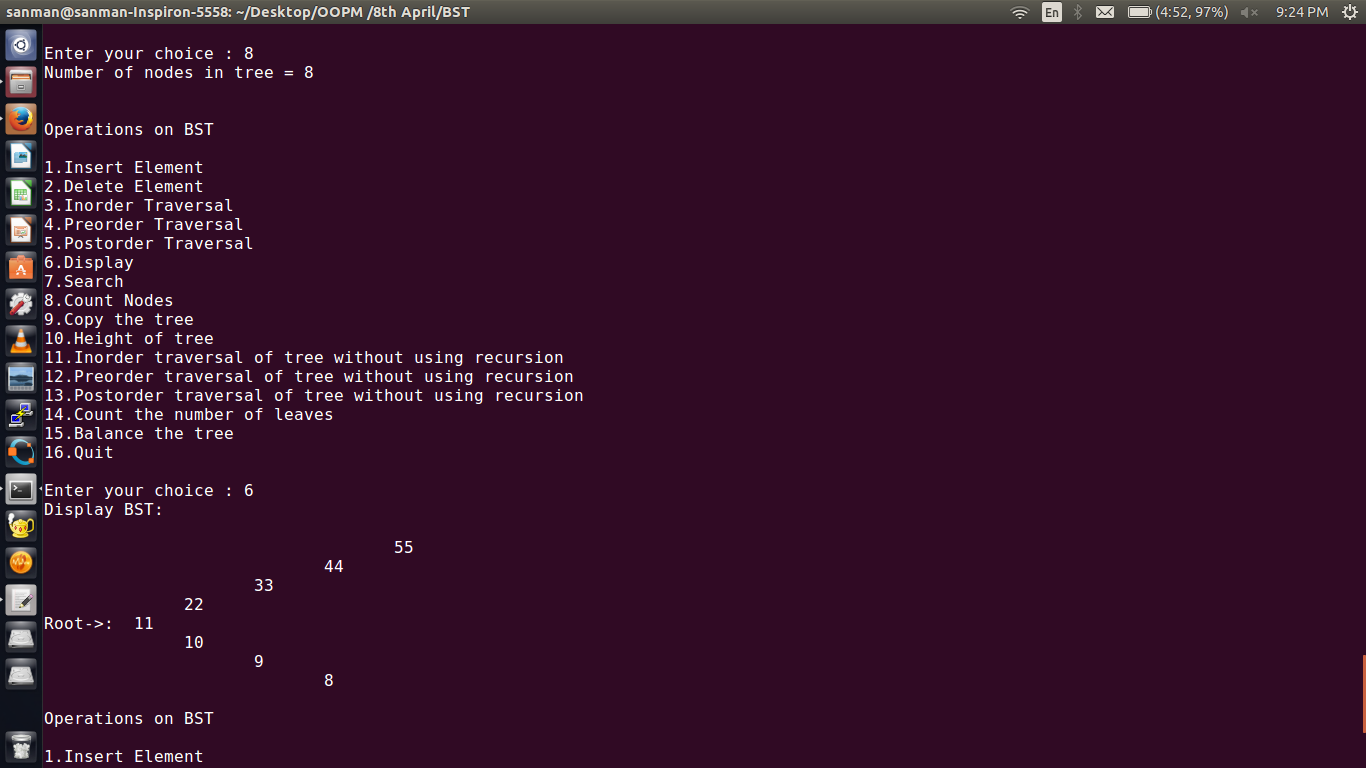 sanman@sanman-Inspiron-5558: ~/Desktop/OOPM /8th April/BST
En
(4:52, 97%)
9:24 PM
Enter your choice : 8
Number of nodes in tree = 8
Operations on BST
1.Insert Element
2.Delete Element
3.Inorder Traversal
4.Preorder Traversal
5.Postorder Traversal
6.Display
7.Search
8.Count Nodes
9.Copy the tree
10.Height of tree
11.Inorder traversal of tree without using recursion
12.Preorder traversal of tree without using recursion
13.Postorder traversal of tree without using recursion
14.Count the number of leaves
15.Balance the tree
16.Quit
Enter your choice : 6
Display BST:
55
44
33
22
Root->:  11
10
9
8
Operations on BST
1.Insert Element